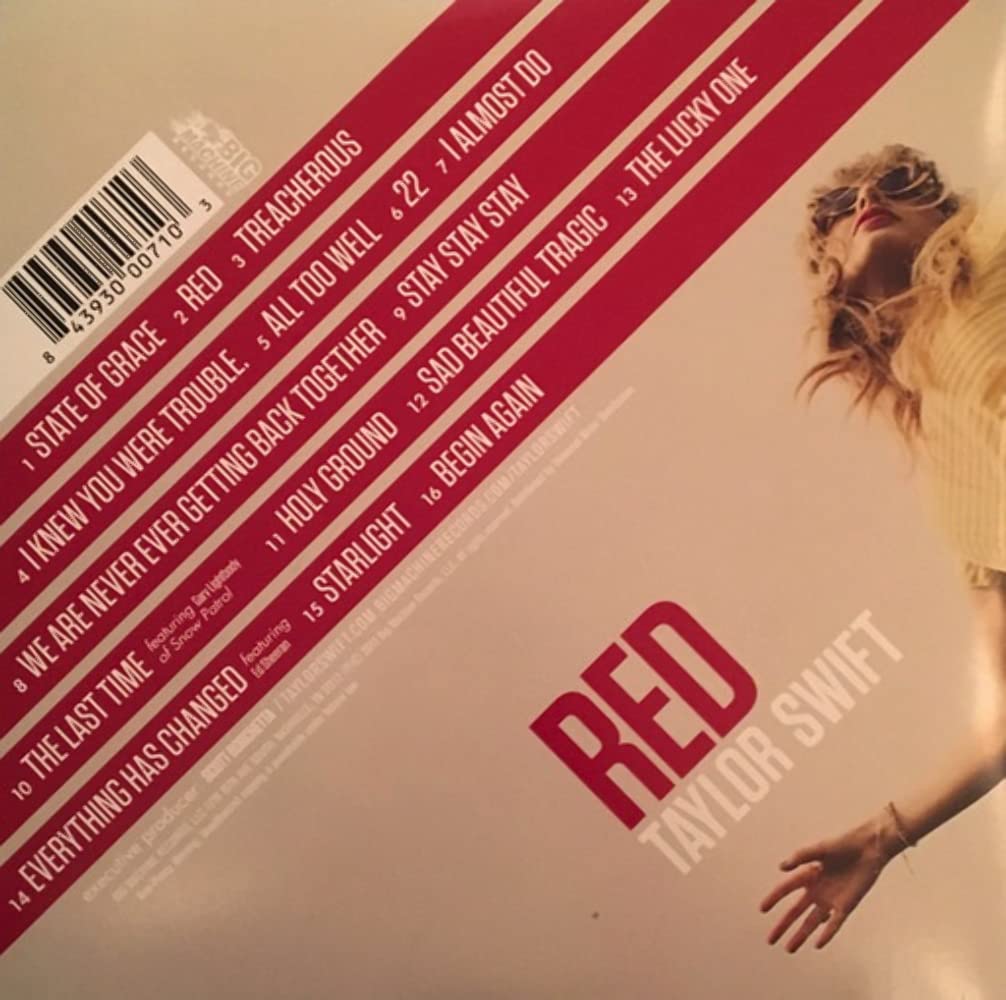 BIG
MACHINE
8 43930 00710 3
1 STATE OF GRACE 2 RED 3 TREACHEROUS
4 I KNEW YOU WERE TROUBLE. 5 ALL TOO WELL 6 22 7 I ALMOST DO
8 WE ARE NEVER EVER GETTING BACK TOGETHER 9 STAY STAY STAY
10 THE LAST TIME featuring Gary Lightbody
of Snow Patrol
11 HOLY GROUND 12 SAD BEAUTIFUL TRAGIC 13 THE LUCKY ONE
14 EVERYTHING HAS CHANGED featuring
Ed Sheeran
15 STARLIGHT 16 BEGIN AGAIN
executive producer SCOTT BORCHETTA / TAYLORSWIFT.COM BIGMACHINERECORDS.COM/TAYLORSWIFT
RED
TAYLOR SWIFT